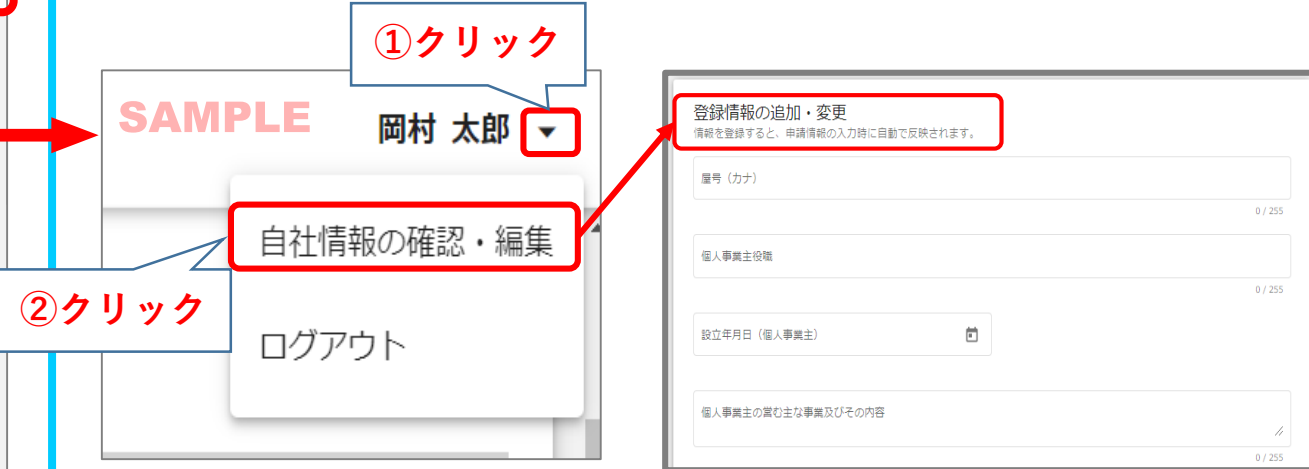 ①クリック
SAMPLE
岡村 太郎
自社情報の確認・編集
②クリック
ログアウト
登録情報の追加・変更
情報を登録すると、申請情報の入力時に自動で反映されます。
屋号（カナ）
0 / 255
個人事業主役職
0 / 255
設立年月日（個人事業主）
個人事業主の営む主な事業及びその内容
0 / 255